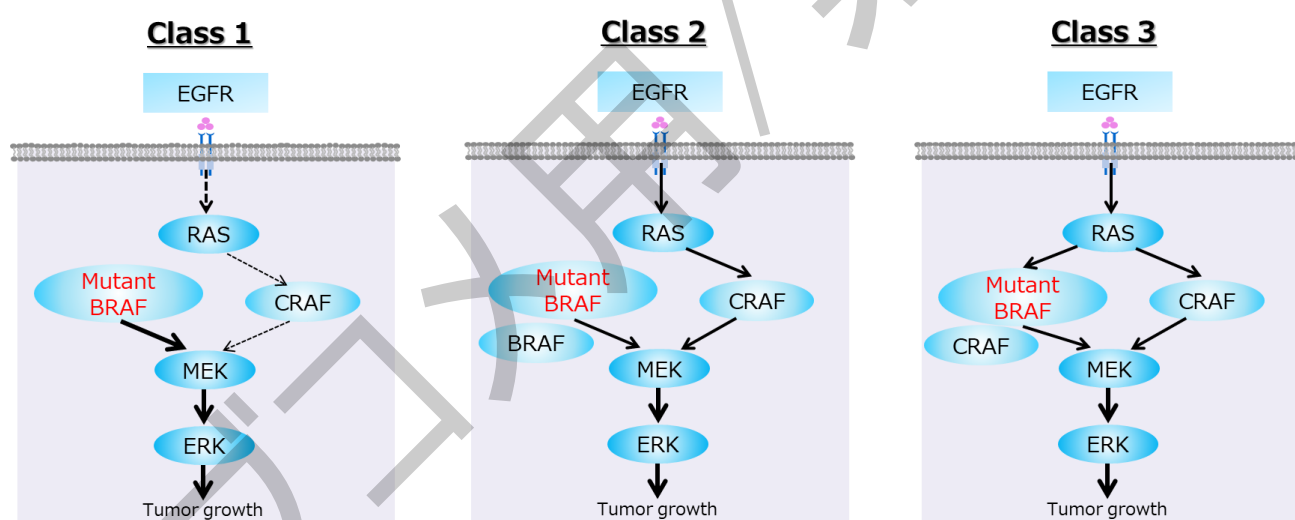 Class 1
EGFR
RAS
Mutant
BRAF
CRAF
MEK
ERK
Tumor growth
Class 2
EGFR
RAS
Mutant
BRAF
CRAF
BRAF
MEK
ERK
Tumor growth
Class 3
EGFR
RAS
Mutant
BRAF
CRAF
CRAF
MEK
ERK
Tumor growth